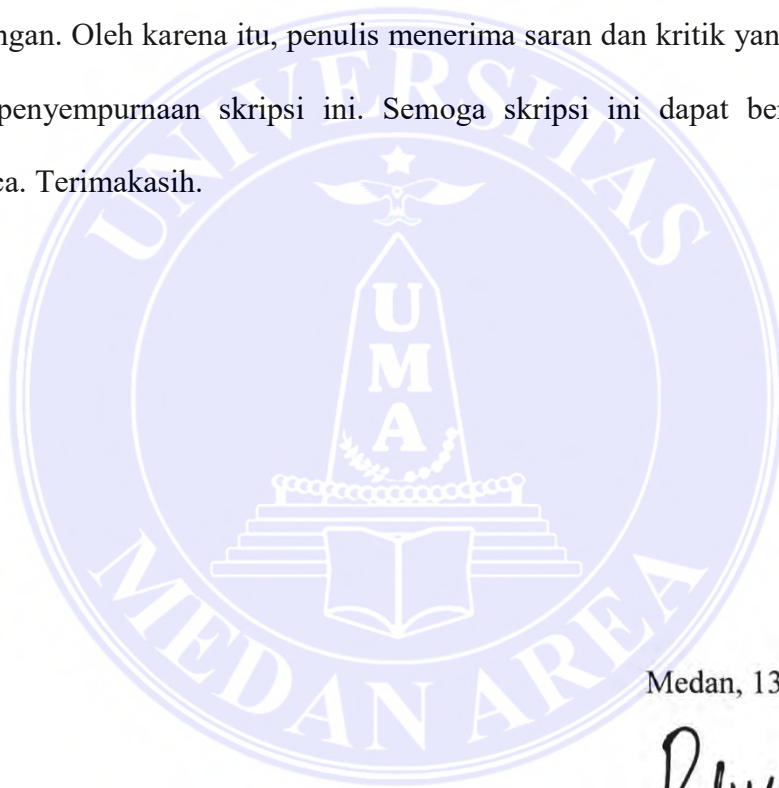 ngan. Oleh karena itu, penulis menerima saran dan kritik yan
penyempurnaan skripsi ini. Semoga skripsi ini dapat be
ca. Terimakasih.
UNIVERSITAS
U
M
A
MEDAN AREA
Medan, 13